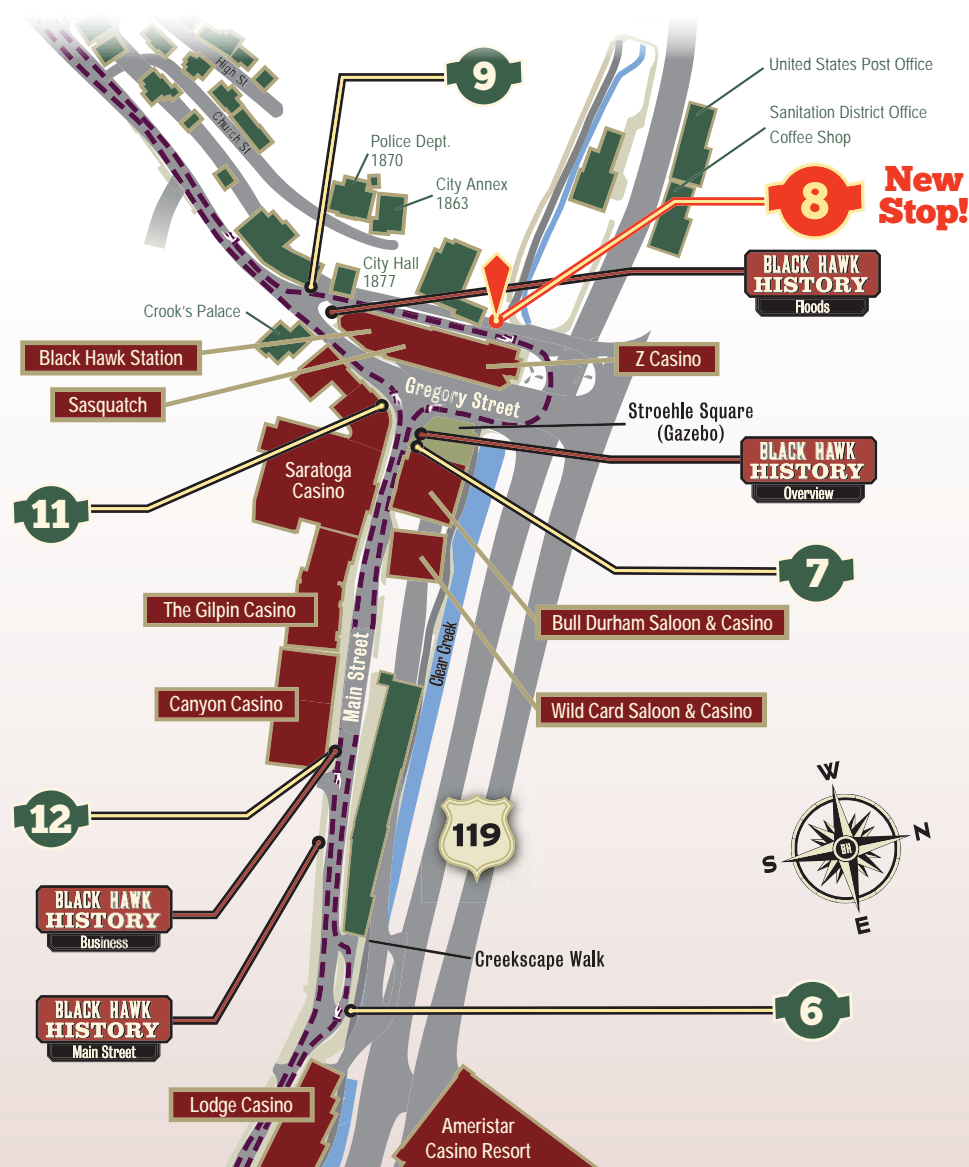 High St
Church St
9
United States Post Office
Sanitation District Office
Coffee Shop
Police Dept.
1870
City Annex
1863
8
New
Stop!
BLACK HAWK
HISTORY
Floods
City Hall
1877
Crook's Palace
Black Hawk Station
Z Casino
Sasquatch
Gregory Street
Stroehle Square
(Gazebo)
BLACK HAWK
HISTORY
Overview
Saratoga
Casino
11
7
The Gilpin Casino
Bull Durham Saloon & Casino
Main Street
Clear Creek
Canyon Casino
Wild Card Saloon & Casino
12
119
W
N
S
E
BH
BLACK HAWK
HISTORY
Business
Creekscape Walk
BLACK HAWK
HISTORY
Main Street
6
Lodge Casino
Ameristar
Casino Resort